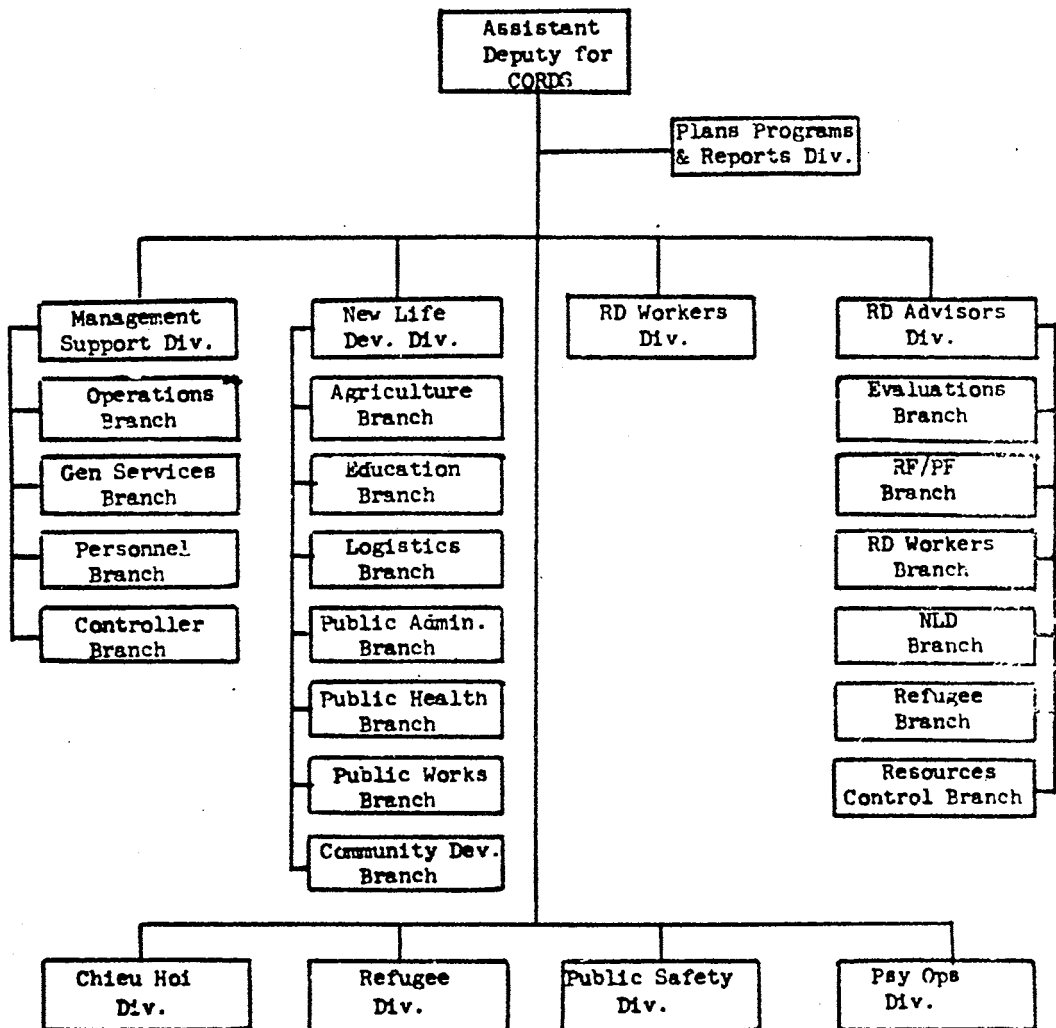 Assistant
Deputy for
CORDS
Plans Programs
& Reports Div.
Management
Support Div.
Operations
Branch
Gen Services
Branch
Personnel
Branch
Controller
Branch
New Life
Dev. Div.
Agriculture
Branch
Education
Branch
Logistics
Branch
Public Admin.
Branch
Public Health
Branch
Public Works
Branch
Community Dev.
Branch
RD Workers
Div.
RD Advisors
Div.
Evaluations
Branch
RF/PF
Branch
RD Workers
Branch
NLD
Branch
Refugee
Branch
Resources
Control Branch
Chieu Hoi
Div.
Refugee
Div.
Public Safety
Div.
Psy Ops
Div.